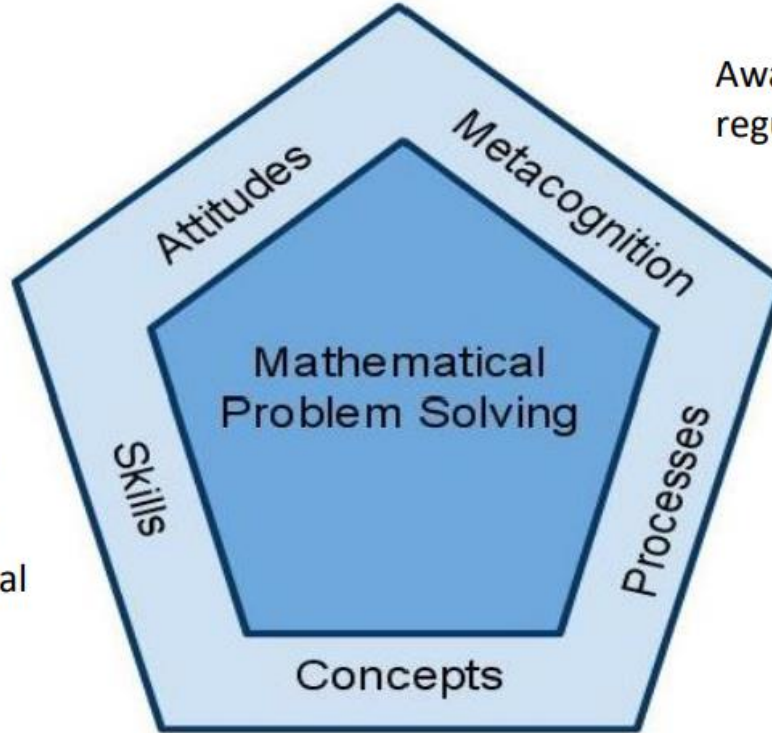 Attitudes
Metacognition
Mathematical
Problem Solving
Skills
Processes
Concepts